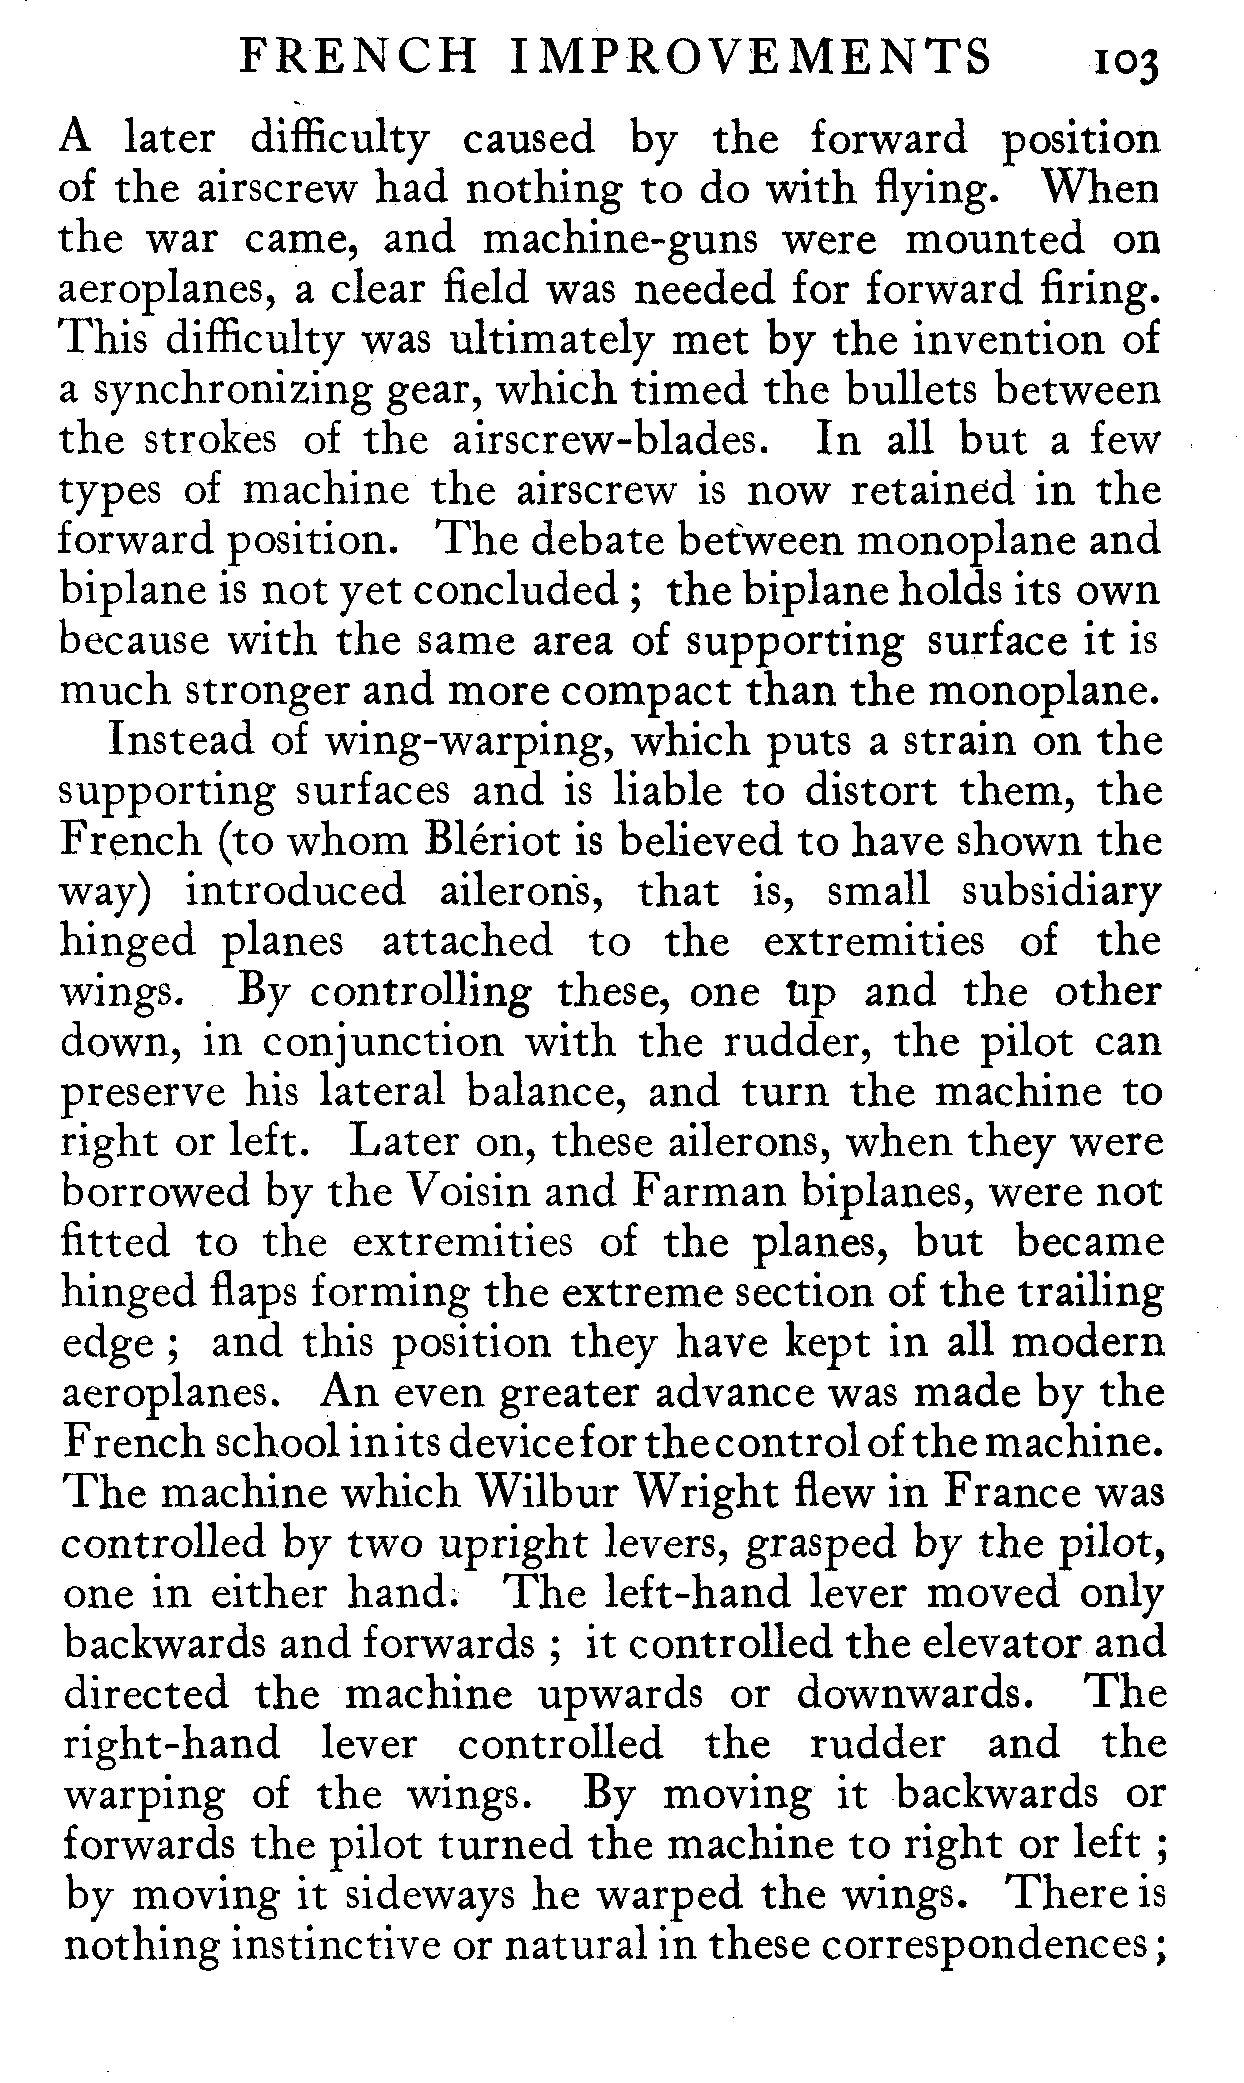 FRENCH IMPROVEMENTS 103
A later difficulty caused by the forward position
of the airscrew had nothing to do with flying. When
the war came, and machine-guns were mounted on
aeroplanes, a clear field was needed for forward firing.
This difficulty was ultimately met by the invention of
a synchronizing gear, which timed the bullets between
the strokes of the airscrew-blades. In all but a few
types of machine the airscrew is now retained in the
forward position. The debate between monoplane and
biplane is not yet concluded ; the biplane holds its own
because with the same area of supporting surface it is
much stronger and more compact than the monoplane.
Instead of wing-warping, which puts a strain on the
supporting surfaces and is liable to distort them, the
French (to whom Blériot is believed to have shown the
way) introduced ailerons, that is, small subsidiary
hinged planes attached to the extremities of the
wings. By controlling these, one up and the other
down, in conjunction with the rudder, the pilot can
preserve his lateral balance, and turn the machine to
right or left. Later on, these ailerons, when they were
borrowed by the Voisin and Farman biplanes, were not
fitted to the extremities of the planes, but became
hinged flaps forming the extreme section of the trailing
edge ; and this position they have kept in all modern
aeroplanes. An even greater advance was made by the
French school in its device for the control of the machine.
The machine which Wilbur Wright flew in France was
controlled by two upright levers, grasped by the pilot,
one in either hand. The left-hand lever moved only
backwards and forwards ; it controlled the elevator and
directed the machine upwards or downwards. The
right-hand lever controlled the rudder and the
warping of the wings. By moving it backwards or
forwards the pilot turned the machine to right or left ;
by moving it sideways he warped the wings. There is
nothing instinctive or natural in these correspondences ;